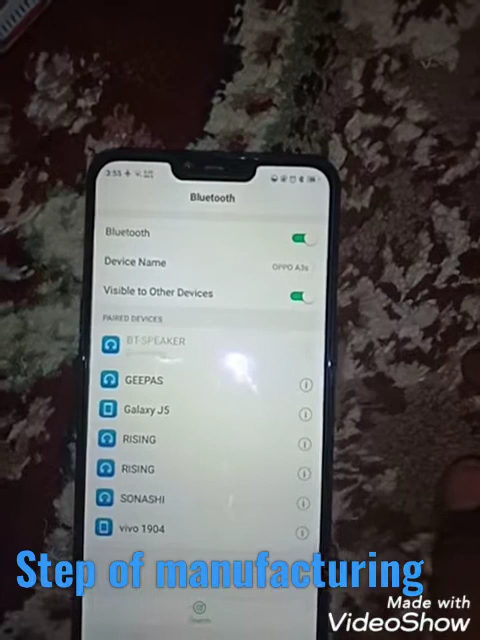 3:55
Bluetooth
Bluetooth
Device Name
OPPO A3s
Visible to Other Devices
PAIRED DEVICES
BT-SPEAKER
GEEPAS
Galaxy J5
RISING
RISING
SONASHI
vivo 1904
Step of manufacturing
Search
Made with
VideoShow